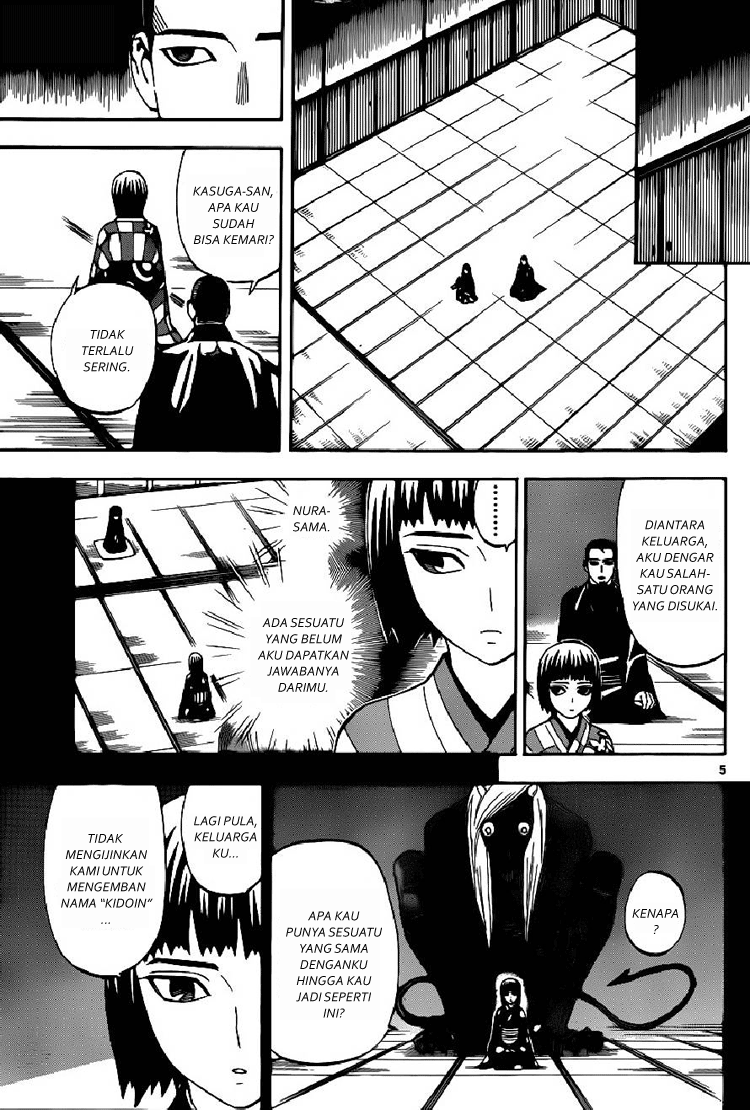 KASUGA-SAN,
APA KAU
SUDAH
BISA KEMARI?
TIDAK
TERLALU
SERING.
DIANTARA
KELUARGA,
AKU DENGAR
KAU SALAH-
SATU ORANG
YANG DISUKAI.
........
NURA-
SAMA.
ADA SESUATU
YANG BELUM
AKU DAPATKAN
JAWABANYA
DARIMU.
5
KENAPA
?
APA KAU
PUNYA SESUATU
YANG SAMA
DENGANKU
HINGGA KAU
JADI SEPERTI
INI?
LAGI PULA,
KELUARGA
KU...
TIDAK
MENGIJINKAN
KAMI UNTUK
MENGEMBAN
NAMA “KIDOIN”
...